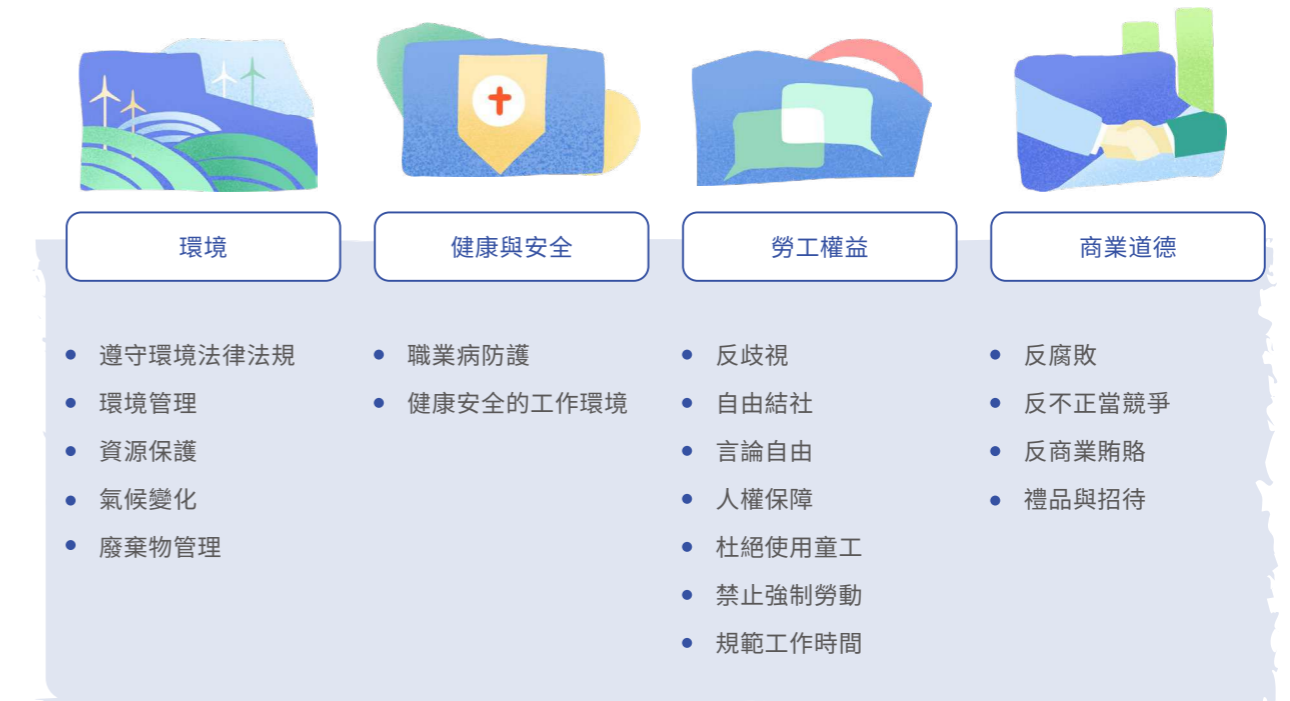 環境
遵守環境法律法規
環境管理
資源保護
氣候變化
廢棄物管理
健康與安全
職業病防護
健康安全的工作環境
勞工權益
反歧視
自由結社
言論自由
人權保障
杜絕使用童工
禁止強制勞動
規範工作時間
商業道德
反腐敗
反不正當競爭
反商業賄賂
禮品與招待